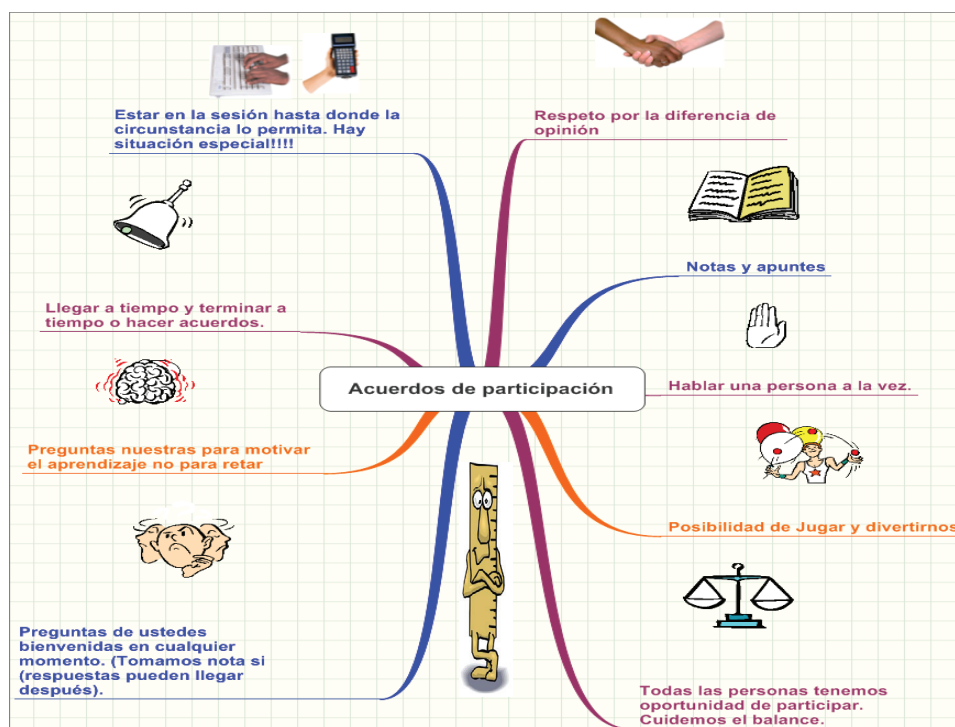 Estar en la sesión hasta donde la
circunstancia lo permita. Hay
situación especial!!!!
Respeto por la diferencia de
opinión
Notas y apuntes
Llegar a tiempo y terminar a
tiempo o hacer acuerdos.
Acuerdos de participación
Hablar una persona a la vez.
Preguntas nuestras para motivar
el aprendizaje no para retar
Posibilidad de Jugar y divertirnos
Preguntas de ustedes
bienvenidas en cualquier
momento. (Tomamos nota si
(respuestas pueden llegar
después).
Todas las personas tenemos
oportunidad de participar.
Cuidemos el balance.